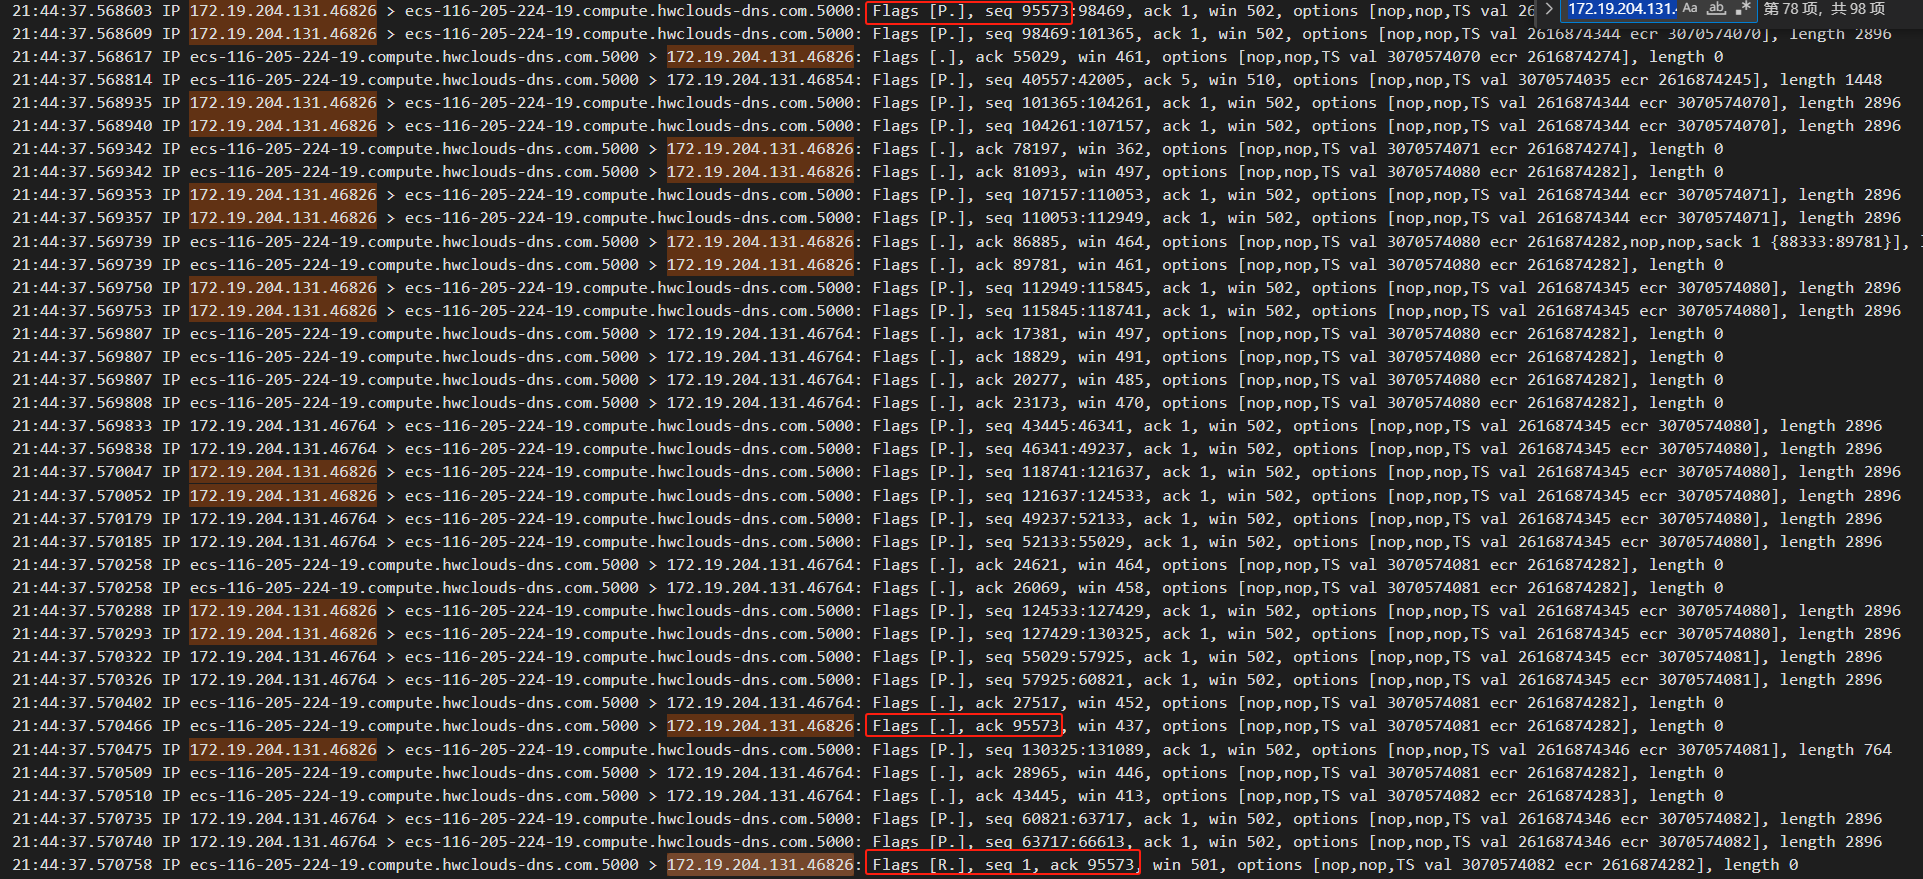 21:44:37.568603 IP 172.19.204.131.46826 > ecs-116-205-224-19.compute.hwclouds-dns.com.5000: Flags [P.], seq 95573:98469, ack 1, win 502, options [nop,nop,TS val 26
172.19.204.131. Aa ab .* 第 78 项，共 98 项
21:44:37.568609 IP 172.19.204.131.46826 > ecs-116-205-224-19.compute.hwclouds-dns.com.5000: Flags [P.], seq 98469:101365, ack 1, win 502, options [nop,nop,TS val 2616874344 ecr 3070574070], length 2896
21:44:37.568617 IP ecs-116-205-224-19.compute.hwclouds-dns.com.5000 > 172.19.204.131.46826: Flags [.], ack 55029, win 461, options [nop,nop,TS val 3070574070 ecr 2616874274], length 0
21:44:37.568814 IP ecs-116-205-224-19.compute.hwclouds-dns.com.5000 > 172.19.204.131.46854: Flags [P.], seq 40557:42005, ack 5, win 510, options [nop,nop,TS val 3070574035 ecr 2616874245], length 1448
21:44:37.568935 IP 172.19.204.131.46826 > ecs-116-205-224-19.compute.hwclouds-dns.com.5000: Flags [P.], seq 101365:104261, ack 1, win 502, options [nop,nop,TS val 2616874344 ecr 3070574070], length 2896
21:44:37.568940 IP 172.19.204.131.46826 > ecs-116-205-224-19.compute.hwclouds-dns.com.5000: Flags [P.], seq 104261:107157, ack 1, win 502, options [nop,nop,TS val 2616874344 ecr 3070574070], length 2896
21:44:37.569342 IP ecs-116-205-224-19.compute.hwclouds-dns.com.5000 > 172.19.204.131.46826: Flags [.], ack 78197, win 362, options [nop,nop,TS val 3070574071 ecr 2616874274], length 0
21:44:37.569342 IP ecs-116-205-224-19.compute.hwclouds-dns.com.5000 > 172.19.204.131.46826: Flags [.], ack 81093, win 497, options [nop,nop,TS val 3070574080 ecr 2616874282], length 0
21:44:37.569353 IP 172.19.204.131.46826 > ecs-116-205-224-19.compute.hwclouds-dns.com.5000: Flags [P.], seq 107157:110053, ack 1, win 502, options [nop,nop,TS val 2616874344 ecr 3070574071], length 2896
21:44:37.569357 IP 172.19.204.131.46826 > ecs-116-205-224-19.compute.hwclouds-dns.com.5000: Flags [P.], seq 110053:112949, ack 1, win 502, options [nop,nop,TS val 2616874344 ecr 3070574071], length 2896
21:44:37.569739 IP ecs-116-205-224-19.compute.hwclouds-dns.com.5000 > 172.19.204.131.46826: Flags [.], ack 86885, win 464, options [nop,nop,TS val 3070574080 ecr 2616874282,nop,nop,sack 1 {88333:89781}],
21:44:37.569739 IP ecs-116-205-224-19.compute.hwclouds-dns.com.5000 > 172.19.204.131.46826: Flags [.], ack 89781, win 461, options [nop,nop,TS val 3070574080 ecr 2616874282], length 0
21:44:37.569750 IP 172.19.204.131.46826 > ecs-116-205-224-19.compute.hwclouds-dns.com.5000: Flags [P.], seq 112949:115845, ack 1, win 502, options [nop,nop,TS val 2616874345 ecr 3070574080], length 2896
21:44:37.569753 IP 172.19.204.131.46826 > ecs-116-205-224-19.compute.hwclouds-dns.com.5000: Flags [P.], seq 115845:118741, ack 1, win 502, options [nop,nop,TS val 2616874345 ecr 3070574080], length 2896
21:44:37.569807 IP ecs-116-205-224-19.compute.hwclouds-dns.com.5000 > 172.19.204.131.46764: Flags [.], ack 17381, win 497, options [nop,nop,TS val 3070574080 ecr 2616874282], length 0
21:44:37.569807 IP ecs-116-205-224-19.compute.hwclouds-dns.com.5000 > 172.19.204.131.46764: Flags [.], ack 18829, win 491, options [nop,nop,TS val 3070574080 ecr 2616874282], length 0
21:44:37.569807 IP ecs-116-205-224-19.compute.hwclouds-dns.com.5000 > 172.19.204.131.46764: Flags [.], ack 20277, win 485, options [nop,nop,TS val 3070574080 ecr 2616874282], length 0
21:44:37.569808 IP ecs-116-205-224-19.compute.hwclouds-dns.com.5000 > 172.19.204.131.46764: Flags [.], ack 23173, win 470, options [nop,nop,TS val 3070574080 ecr 2616874282], length 0
21:44:37.569833 IP 172.19.204.131.46764 > ecs-116-205-224-19.compute.hwclouds-dns.com.5000: Flags [P.], seq 43445:46341, ack 1, win 502, options [nop,nop,TS val 2616874345 ecr 3070574080], length 2896
21:44:37.569838 IP 172.19.204.131.46764 > ecs-116-205-224-19.compute.hwclouds-dns.com.5000: Flags [P.], seq 46341:49237, ack 1, win 502, options [nop,nop,TS val 2616874345 ecr 3070574080], length 2896
21:44:37.570047 IP 172.19.204.131.46826 > ecs-116-205-224-19.compute.hwclouds-dns.com.5000: Flags [P.], seq 118741:121637, ack 1, win 502, options [nop,nop,TS val 2616874345 ecr 3070574080], length 2896
21:44:37.570052 IP 172.19.204.131.46826 > ecs-116-205-224-19.compute.hwclouds-dns.com.5000: Flags [P.], seq 121637:124533, ack 1, win 502, options [nop,nop,TS val 2616874345 ecr 3070574080], length 2896
21:44:37.570179 IP 172.19.204.131.46764 > ecs-116-205-224-19.compute.hwclouds-dns.com.5000: Flags [P.], seq 49237:52133, ack 1, win 502, options [nop,nop,TS val 2616874345 ecr 3070574080], length 2896
21:44:37.570185 IP 172.19.204.131.46764 > ecs-116-205-224-19.compute.hwclouds-dns.com.5000: Flags [P.], seq 52133:55029, ack 1, win 502, options [nop,nop,TS val 2616874345 ecr 3070574080], length 2896
21:44:37.570258 IP ecs-116-205-224-19.compute.hwclouds-dns.com.5000 > 172.19.204.131.46764: Flags [.], ack 24621, win 464, options [nop,nop,TS val 3070574081 ecr 2616874282], length 0
21:44:37.570258 IP ecs-116-205-224-19.compute.hwclouds-dns.com.5000 > 172.19.204.131.46764: Flags [.], ack 26069, win 458, options [nop,nop,TS val 3070574081 ecr 2616874282], length 0
21:44:37.570288 IP 172.19.204.131.46826 > ecs-116-205-224-19.compute.hwclouds-dns.com.5000: Flags [P.], seq 124533:127429, ack 1, win 502, options [nop,nop,TS val 2616874345 ecr 3070574080], length 2896
21:44:37.570293 IP 172.19.204.131.46826 > ecs-116-205-224-19.compute.hwclouds-dns.com.5000: Flags [P.], seq 127429:130325, ack 1, win 502, options [nop,nop,TS val 2616874345 ecr 3070574080], length 2896
21:44:37.570322 IP 172.19.204.131.46764 > ecs-116-205-224-19.compute.hwclouds-dns.com.5000: Flags [P.], seq 55029:57925, ack 1, win 502, options [nop,nop,TS val 2616874345 ecr 3070574081], length 2896
21:44:37.570326 IP 172.19.204.131.46764 > ecs-116-205-224-19.compute.hwclouds-dns.com.5000: Flags [P.], seq 57925:60821, ack 1, win 502, options [nop,nop,TS val 2616874345 ecr 3070574081], length 2896
21:44:37.570402 IP ecs-116-205-224-19.compute.hwclouds-dns.com.5000 > 172.19.204.131.46764: Flags [.], ack 27517, win 452, options [nop,nop,TS val 3070574081 ecr 2616874282], length 0
21:44:37.570466 IP ecs-116-205-224-19.compute.hwclouds-dns.com.5000 > 172.19.204.131.46826: Flags [.], ack 95573, win 437, options [nop,nop,TS val 3070574081 ecr 2616874282], length 0
21:44:37.570475 IP 172.19.204.131.46826 > ecs-116-205-224-19.compute.hwclouds-dns.com.5000: Flags [P.], seq 130325:131089, ack 1, win 502, options [nop,nop,TS val 2616874346 ecr 3070574081], length 764
21:44:37.570509 IP ecs-116-205-224-19.compute.hwclouds-dns.com.5000 > 172.19.204.131.46764: Flags [.], ack 28965, win 446, options [nop,nop,TS val 3070574081 ecr 2616874282], length 0
21:44:37.570510 IP ecs-116-205-224-19.compute.hwclouds-dns.com.5000 > 172.19.204.131.46764: Flags [.], ack 43445, win 413, options [nop,nop,TS val 3070574082 ecr 2616874283], length 0
21:44:37.570735 IP 172.19.204.131.46764 > ecs-116-205-224-19.compute.hwclouds-dns.com.5000: Flags [P.], seq 60821:63717, ack 1, win 502, options [nop,nop,TS val 2616874346 ecr 3070574082], length 2896
21:44:37.570740 IP 172.19.204.131.46764 > ecs-116-205-224-19.compute.hwclouds-dns.com.5000: Flags [P.], seq 63717:66613, ack 1, win 502, options [nop,nop,TS val 2616874346 ecr 3070574082], length 2896
21:44:37.570758 IP ecs-116-205-224-19.compute.hwclouds-dns.com.5000 > 172.19.204.131.46826: Flags [R.], seq 1, ack 95573, win 501, options [nop,nop,TS val 3070574082 ecr 2616874282], length 0